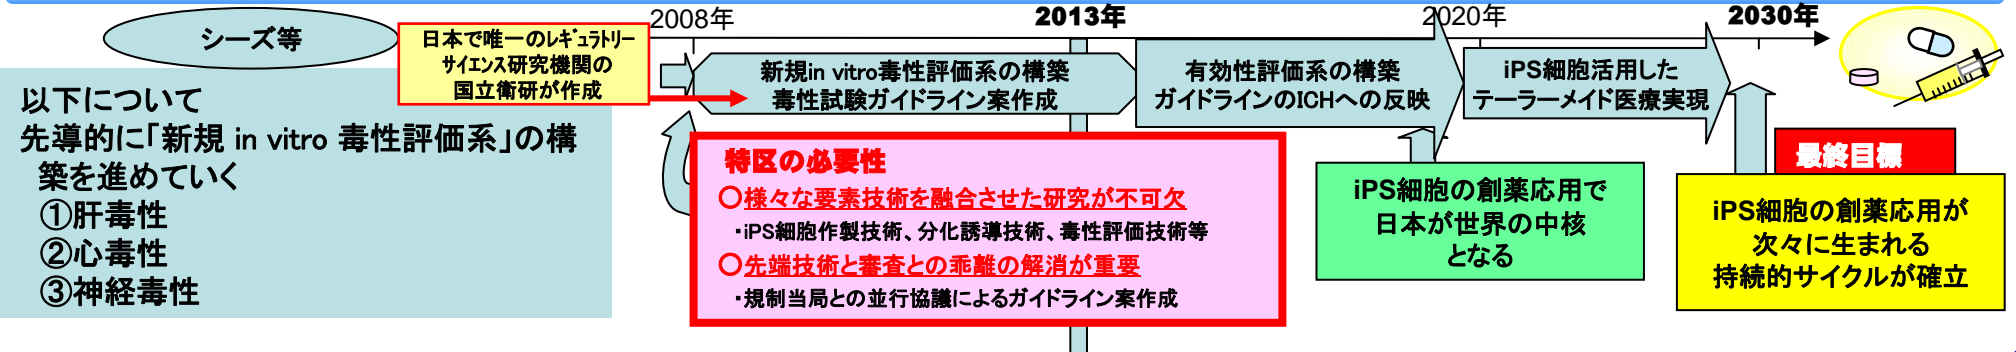 2008年
2013年
2020年
2030年
シーズ等
日本で唯一のﾚｷﾞｭﾗﾄﾘｰ
ｻｲｴﾝｽ研究機関の
国立衛研が作成
新規in vitro毒性評価系の構築
毒性試験ガイドライン案作成
有効性評価系の構築
ガイドラインのICHへの反映
iPS細胞活用した
テーラーメイド医療実現
以下について
先導的に「新規 in vitro 毒性評価系」の構
築を進めていく
①肝毒性
②心毒性
③神経毒性
特区の必要性
○様々な要素技術を融合させた研究が不可欠
・iPS細胞作製技術、分化誘導技術、毒性評価技術等
○先端技術と審査との乖離の解消が重要
・規制当局との並行協議によるガイドライン案作成
iPS細胞の創薬応用で
日本が世界の中核
となる
最終目標
iPS細胞の創薬応用が
次々に生まれる
持続的サイクルが確立